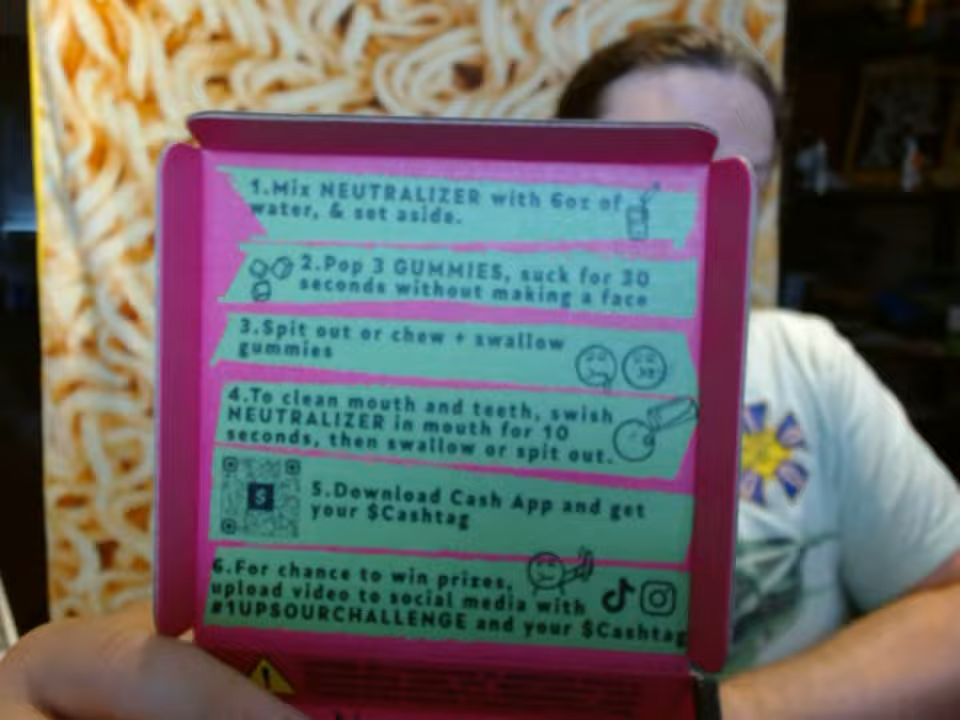 1.Mix NEUTRALIZER with 6oz of
water, & set aside.
2.Pop 3 GUMMIES, suck for 30
seconds without making a face
3.Spit out or chew + swallow
gummies
4.To clean mouth and teeth, swish
NEUTRALIZER in mouth for 10
seconds, then swallow or spit out.
5.Download Cash App and get
your $Cashtag
6.For chance to win prizes,
upload video to social media with
#1UPSOURCHALLENGE and your $Cashtag